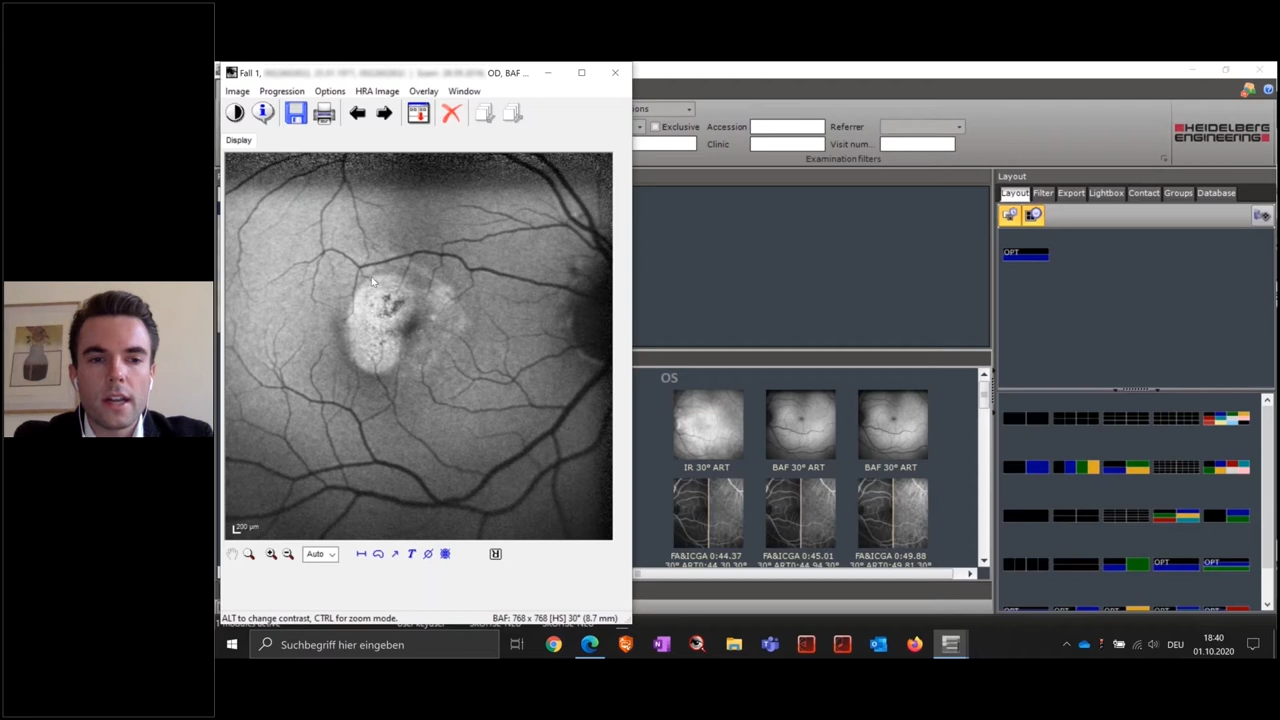 Fall 1,
OD, BAF ...
Image Progression Options HRA Image Overlay Window
Display
200 µm
Auto
ALT to change contrast, CTRL for zoom mode.
BAF: 768 x 768 [HS] 30° (8.7 mm)
Exclusive
Accession
Referrer
Clinic
Visit num...
Examination filters
HEIDELBERG
ENGINEERING
Layout
Layout Filter Export Lightbox Contact Groups Database
OPT
OS
IR 30° ART
BAF 30° ART
BAF 30° ART
FA&ICGA 0:44.37
FA&ICGA 0:45.01
FA&ICGA 0:49.88
OPT
OPT
Suchbegriff hier eingeben
DEU
18:40
01.10.2020